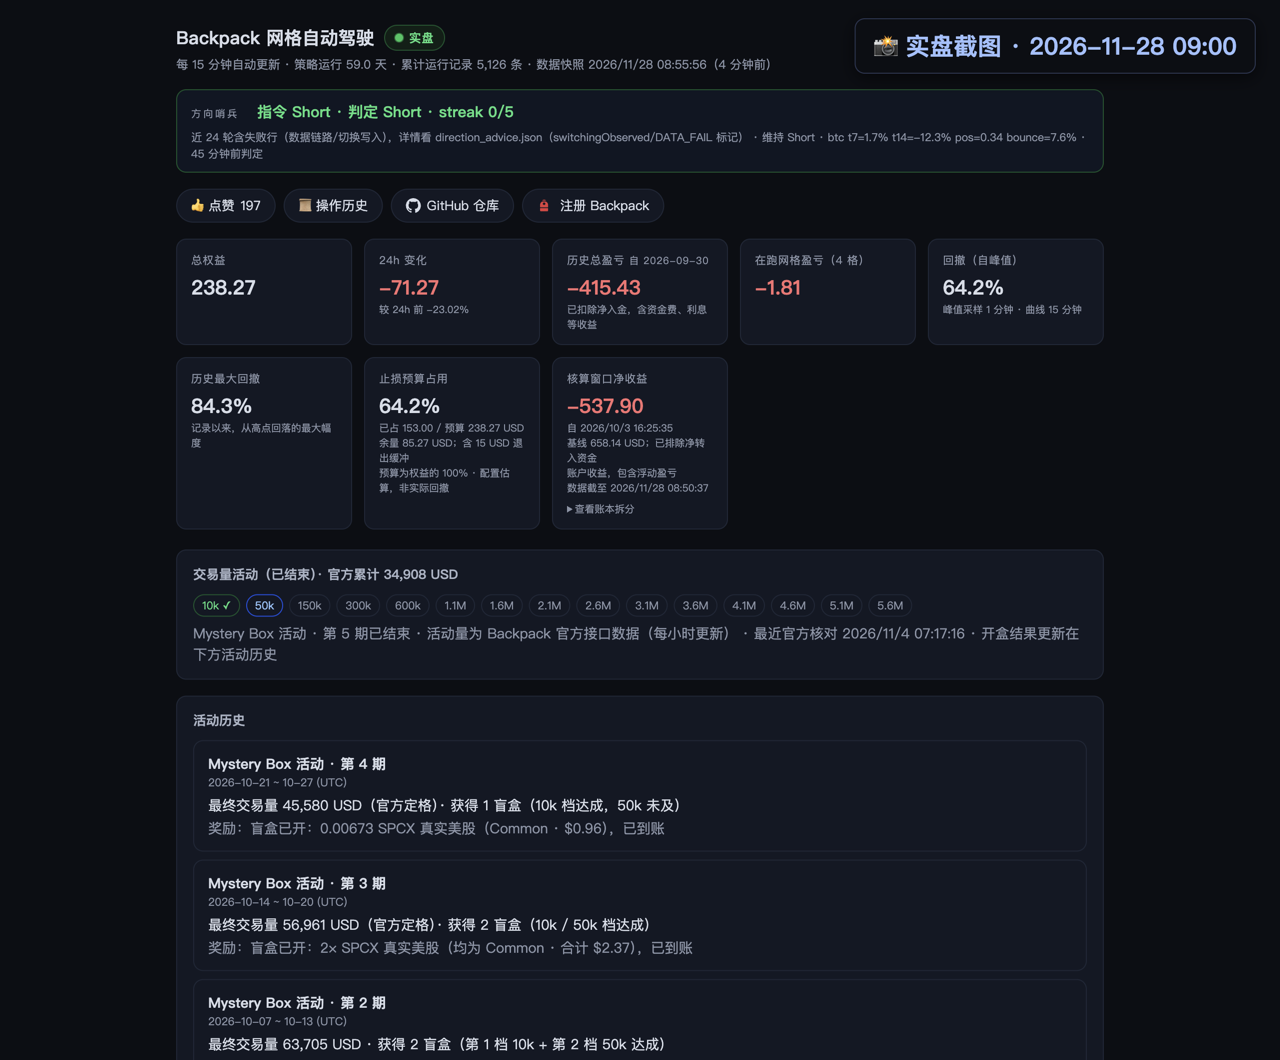 Backpack 网格自动驾驶
实盘
📸 实盘截图 · 2026-11-28 09:00
每 15 分钟自动更新 · 策略运行 59.0 天 · 累计运行记录 5,126 条 · 数据快照 2026/11/28 08:55:56（4 分钟前）
方向哨兵 指令 Short · 判定 Short · streak 0/5
近 24 轮含失败行（数据链路/切换写入），详情看 direction_advice.json（switchingObserved/DATA_FAIL 标记） · 维持 Short · btc t7=1.7% t14=-12.3% pos=0.34 bounce=7.6% ·
45 分钟前判定
👍 点赞 197
📜 操作历史
GitHub 仓库
🎒 注册 Backpack
总权益
238.27
24h 变化
-71.27
较 24h 前 -23.02%
历史总盈亏 自 2026-09-30
-415.43
已扣除净入金，含资金费、利息
等收益
在跑网格盈亏（4 格）
-1.81
回撤（自峰值）
64.2%
峰值采样 1 分钟 · 曲线 15 分钟
历史最大回撤
84.3%
记录以来，从高点回落的最大幅
度
止损预算占用
64.2%
已占 153.00 / 预算 238.27 USD
余量 85.27 USD；含 15 USD 退
出缓冲
预算为权益的 100% · 配置估
算，非实际回撤
核算窗口净收益
-537.90
自 2026/10/3 16:25:35
基线 658.14 USD；已排除净转
入资金
账户收益，包含浮动盈亏
数据截至 2026/11/28 08:50:37
▶ 查看账本拆分
交易量活动（已结束）· 官方累计 34,908 USD
10k ✓ 50k 150k 300k 600k 1.1M 1.6M 2.1M 2.6M 3.1M 3.6M 4.1M 4.6M 5.1M 5.6M
Mystery Box 活动 · 第 5 期已结束 · 活动量为 Backpack 官方接口数据（每小时更新） · 最近官方核对 2026/11/4 07:17:16 · 开盒结果更新在
下方活动历史
活动历史
Mystery Box 活动 · 第 4 期
2026-10-21 ~ 10-27 (UTC)
最终交易量 45,580 USD（官方定格）· 获得 1 盲盒（10k 档达成，50k 未及）
奖励：盲盒已开：0.00673 SPCX 真实美股（Common · $0.96），已到账
Mystery Box 活动 · 第 3 期
2026-10-14 ~ 10-20 (UTC)
最终交易量 56,961 USD（官方定格）· 获得 2 盲盒（10k / 50k 档达成）
奖励：盲盒已开：2× SPCX 真实美股（均为 Common · 合计 $2.37），已到账
Mystery Box 活动 · 第 2 期
2026-10-07 ~ 10-13 (UTC)
最终交易量 63,705 USD · 获得 2 盲盒（第 1 档 10k + 第 2 档 50k 达成）